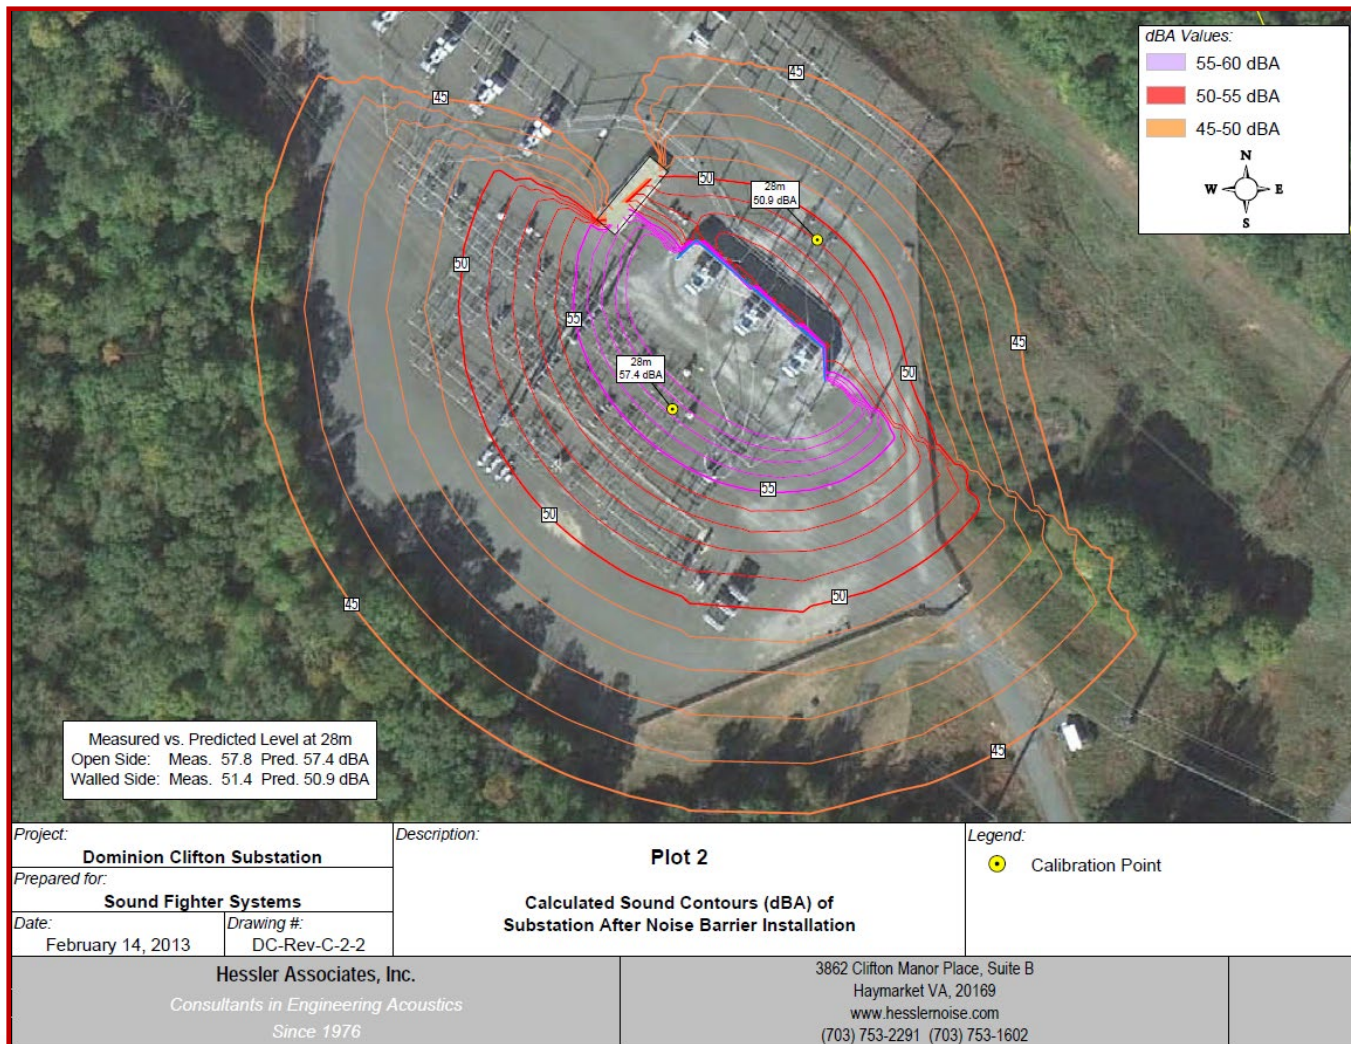 dBA Values:
55-60 dBA
50-55 dBA
45-50 dBA
N
W E
S
45
45
50
28m
50.9 dBA
50
55
45
28m
57.4 dBA
50
55
50
50
45
45
Measured vs. Predicted Level at 28m
Open Side: Meas. 57.8 Pred. 57.4 dBA
Walled Side: Meas. 51.4 Pred. 50.9 dBA
Project:
Dominion Clifton Substation
Prepared for:
Sound Fighter Systems
Date:
February 14, 2013
Drawing #:
DC-Rev-C-2-2
Description:
Plot 2
Calculated Sound Contours (dBA) of
Substation After Noise Barrier Installation
Legend:
Calibration Point
Hessler Associates, Inc.
Consultants in Engineering Acoustics
Since 1976
3862 Clifton Manor Place, Suite B
Haymarket VA, 20169
www.hesslernoise.com
(703) 753-2291 (703) 753-1602